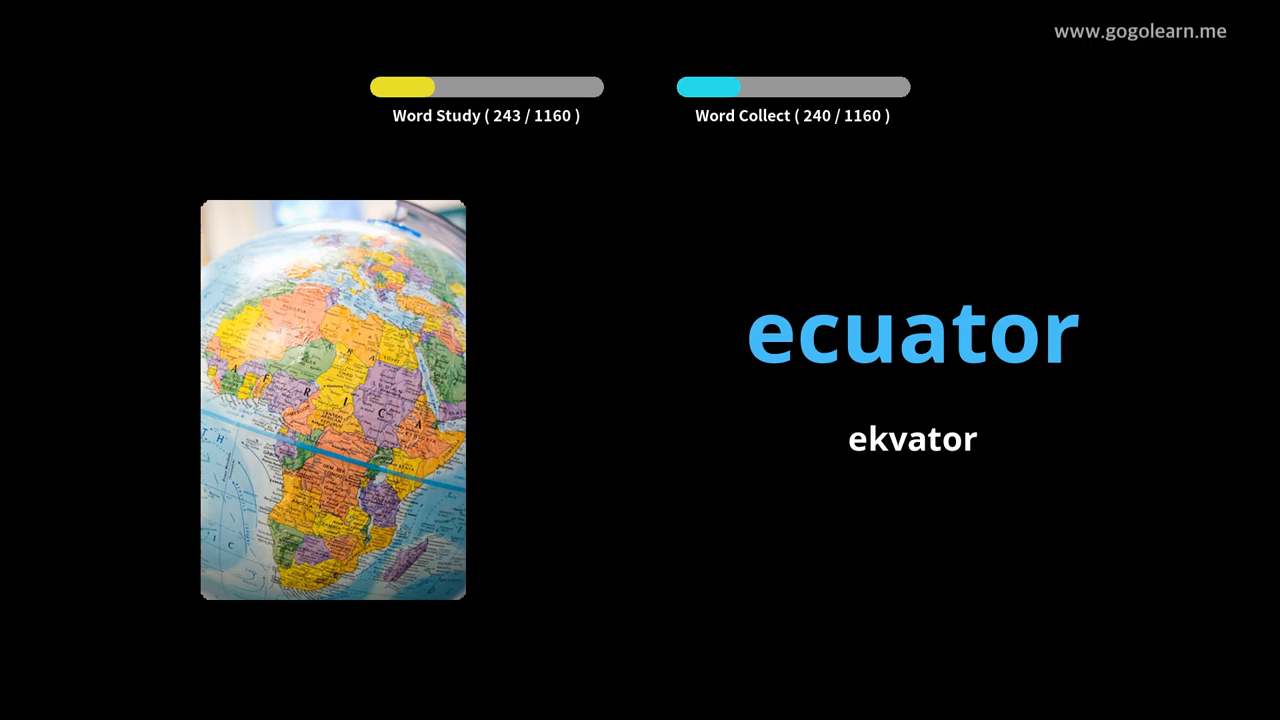 www.gogolearn.me
Word Study ( 243 / 1160 )
Word Collect ( 240 / 1160 )
ecuator
ekvator
A F R I C A